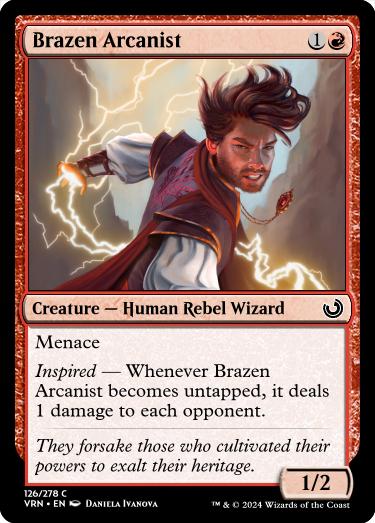 Brazen Arcanist 1
Creature — Human Rebel Wizard
Menace
Inspired — Whenever Brazen
Arcanist becomes untapped, it deals
1 damage to each opponent.
They forsake those who cultivated their
powers to exalt their heritage.
1/2
126/278 C
VRN • EN Daniela Ivanova
™ & © 2024 Wizards of the Coast